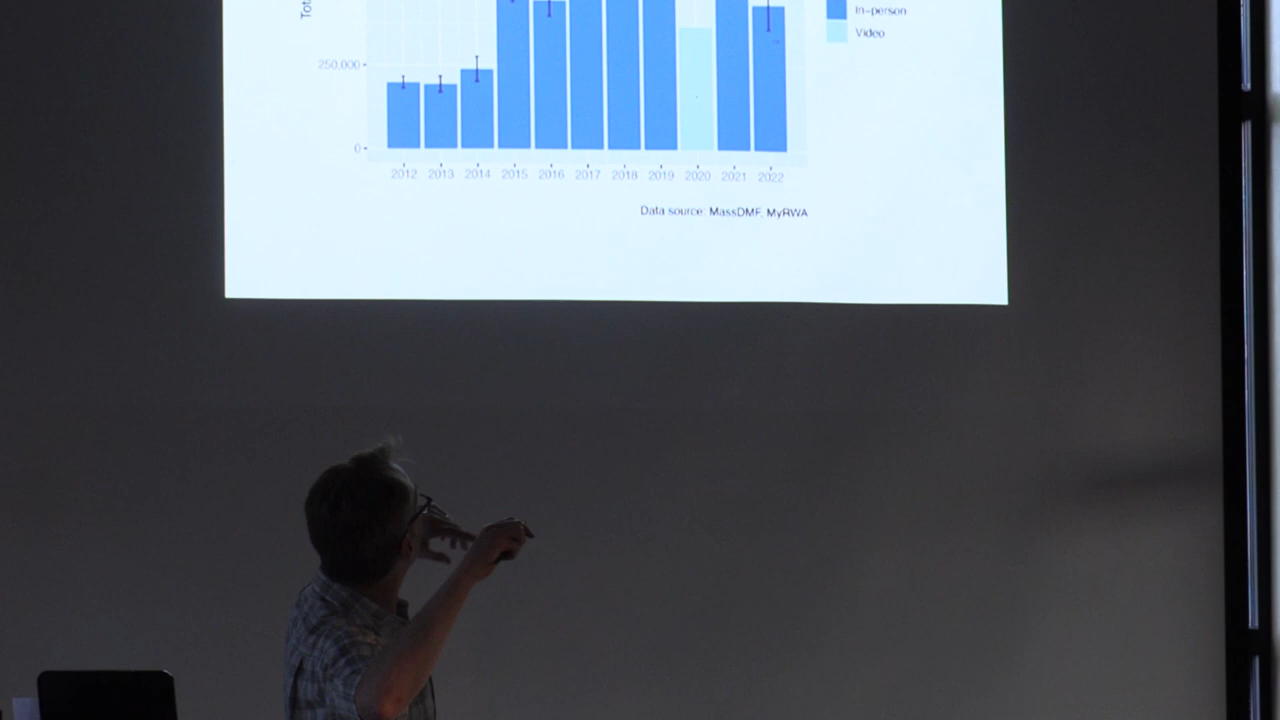 Tot
In-person
Video
250,000
0
2012 2013 2014 2015 2016 2017 2018 2019 2020 2021 2022
Data source: MassDMF, MyRWA